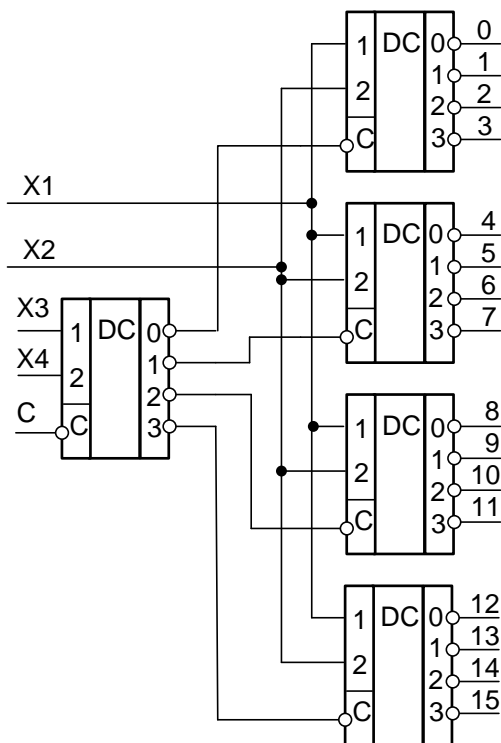 0
1 DC 0 1
1 2
2 2 3
C 3
X1
1 DC 0 4
X2 1 5
2 2 6
X3 1 DC 0 C 3 7
X4 2 1
C C 2 1 DC 0 8
3 1 9
2 2 10
C 3 11
1 DC 0 12
1 13
2 2 14
C 3 15